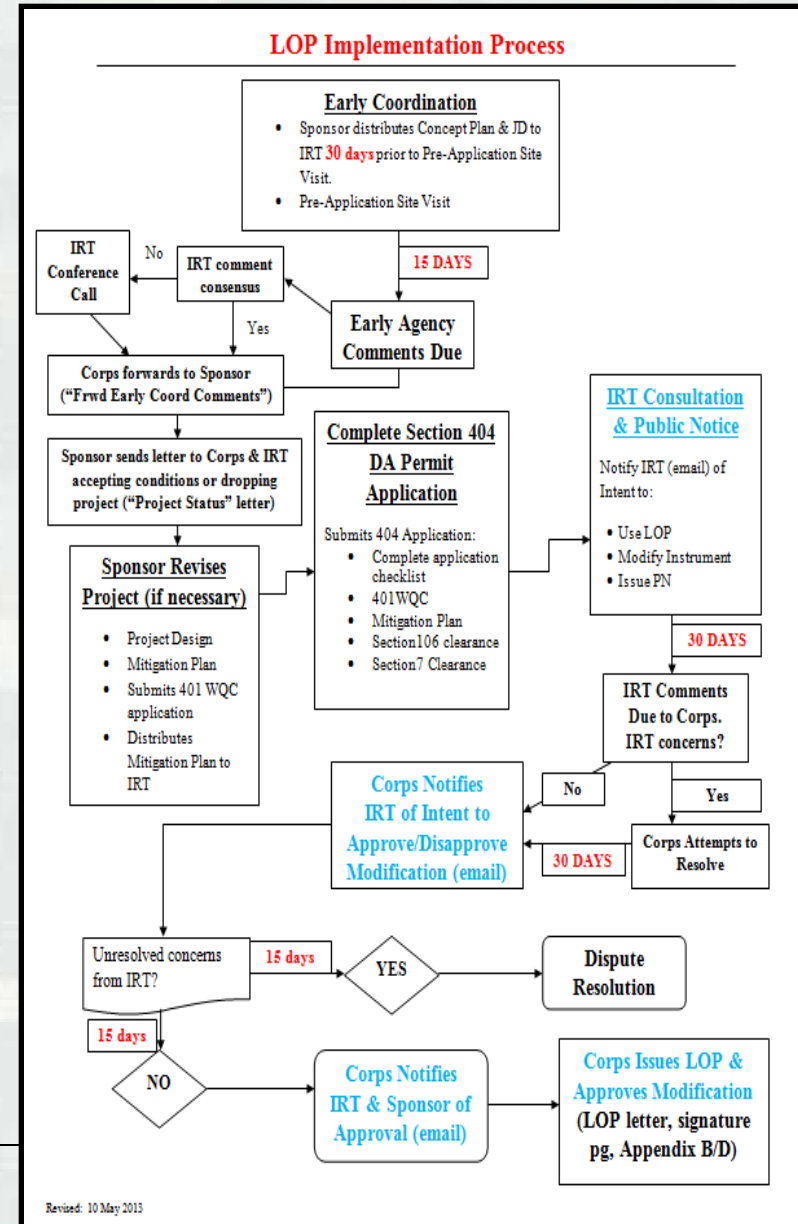 LOP Implementation Process
Early Coordination
• Sponsor distributes Concept Plan & JD to
IRT 30 days prior to Pre-Application Site
Visit.
• Pre-Application Site Visit
15 DAYS
IRT
Conference
Call
No
IRT comment
consensus
Yes
Early Agency
Comments Due
Corps forwards to Sponsor
("Frwd Early Coord Comments")
Sponsor sends letter to Corps & IRT
accepting conditions or dropping
project ("Project Status" letter)
Sponsor Revises
Project (if necessary)
• Project Design
• Mitigation Plan
• Submits 401 WQC
application
• Distributes
Mitigation Plan to
IRT
Complete Section 404
DA Permit
Application
Submits 404 Application:
• Complete application
checklist
• 401WQC
• Mitigation Plan
• Section106 clearance
• Section7 Clearance
IRT Consultation
& Public Notice
Notify IRT (email) of
Intent to:
• Use LOP
• Modify Instrument
• Issue PN
30 DAYS
IRT Comments
Due to Corps.
IRT concerns?
No
Yes
Corps Attempts to
Resolve
30 DAYS
Corps Notifies
IRT of Intent to
Approve/Disapprove
Modification (email)
Unresolved concerns
from IRT?
15 days
YES
Dispute
Resolution
15 days
NO
Corps Notifies
IRT & Sponsor of
Approval (email)
Corps Issues LOP &
Approves Modification
(LOP letter, signature
pg, Appendix B/D)
Revised: 10 May 2013